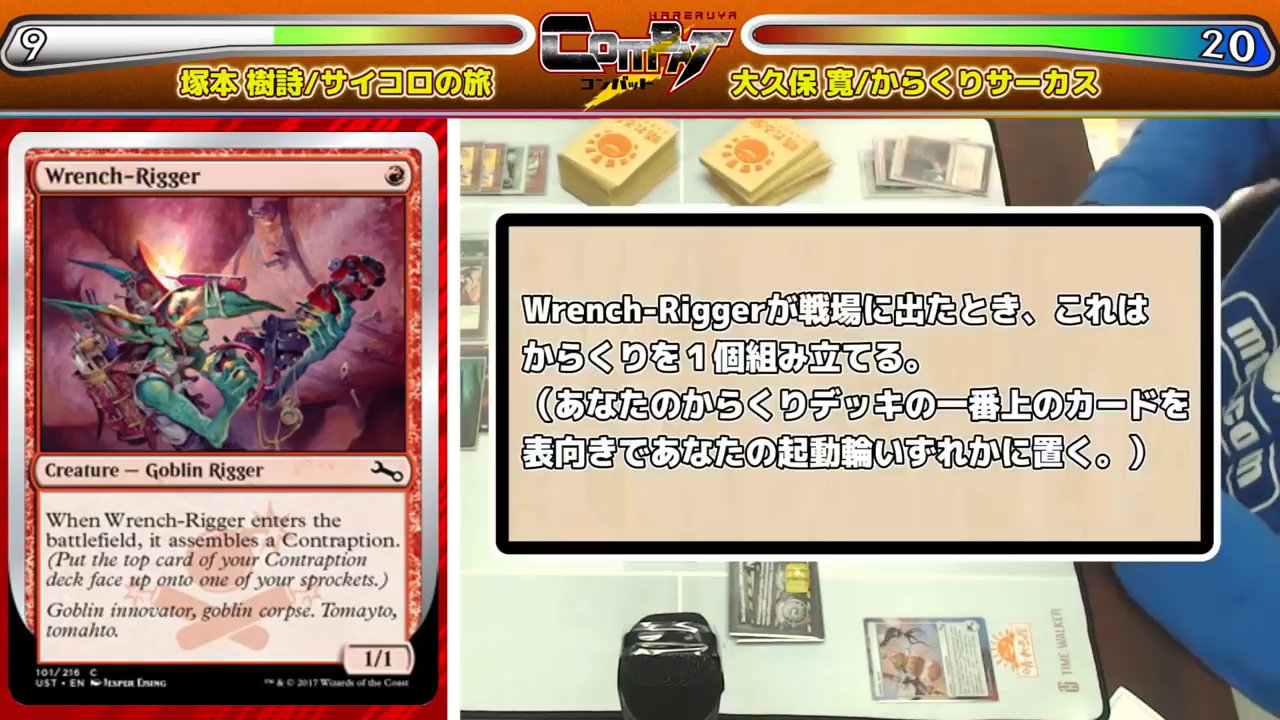 9
HARERUYA
COMBAT
コンバット
20
塚本 樹詩/サイコロの旅
大久保 寛/からくりサーカス
Wrench-Rigger
Creature — Goblin Rigger
When Wrench-Rigger enters the
battlefield, it assembles a Contraption.
(Put the top card of your Contraption
deck face up onto one of your sprockets.)
Goblin innovator, goblin corpse. Tomayto,
tomahto.
1/1
101/216 C
UST • EN Jesper Ejsing
™ & © 2017 Wizards of the Coast
Wrench-Riggerが戦場に出たとき、これは
からくりを１個組み立てる。
（あなたのからくりデッキの一番上のカードを
表向きであなたの起動輪いずれかに置く。）
TIME WALKER